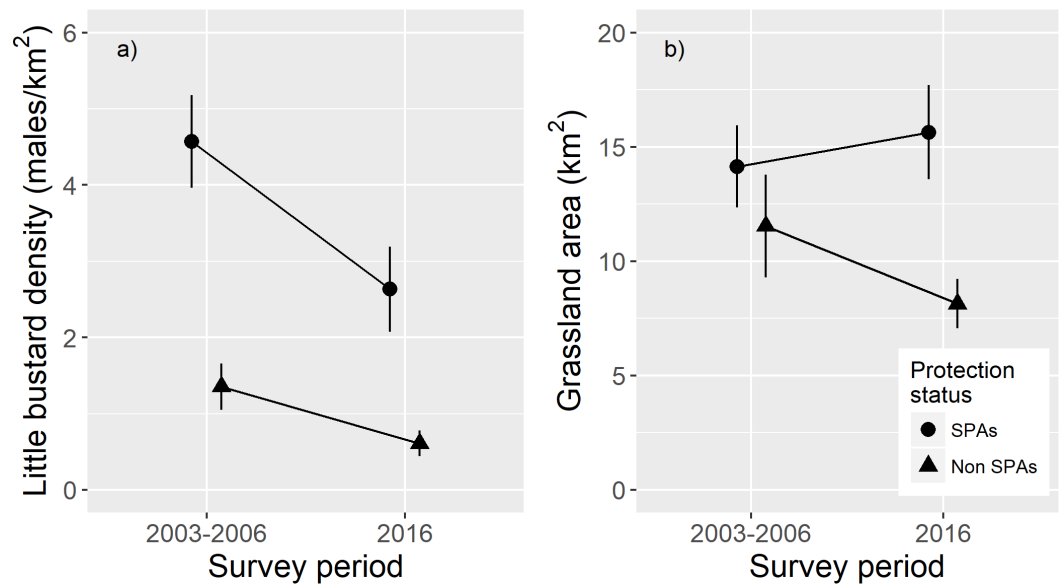 a)
Little bustard density (males/km²)
6
4
2
0
2003-2006
2016
Survey period
b)
Grassland area (km²)
20
15
10
5
0
2003-2006
2016
Survey period
Protection
status
SPAs
Non SPAs